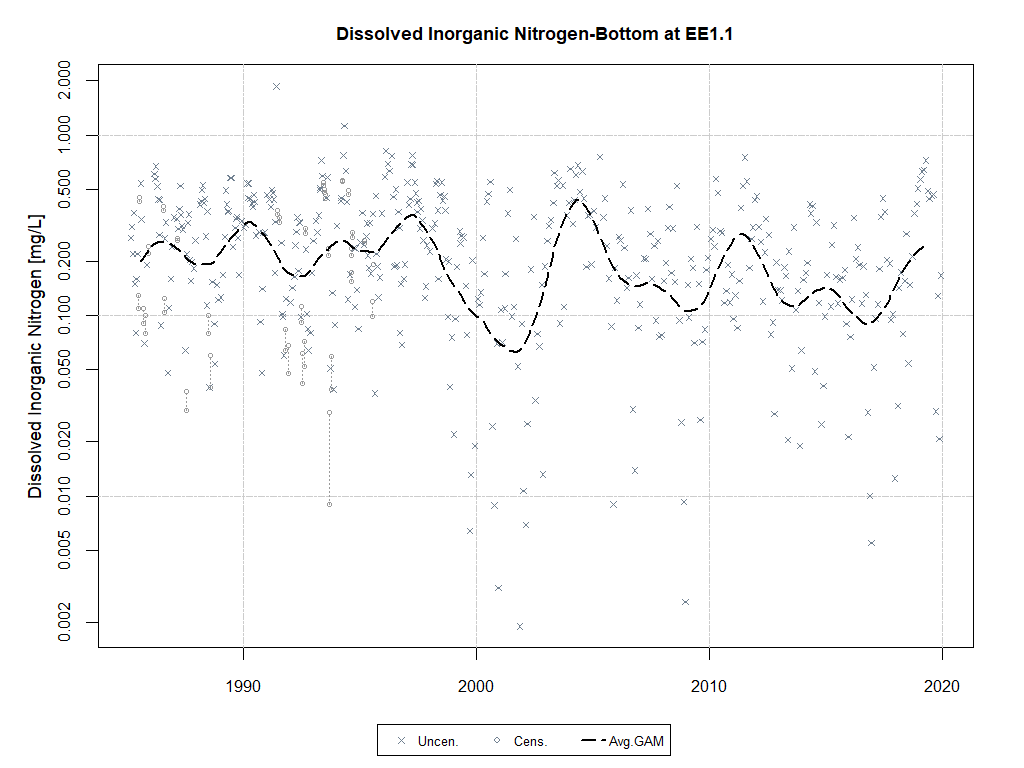 Dissolved Inorganic Nitrogen-Bottom at EE1.1
Dissolved Inorganic Nitrogen [mg/L]
2.000
1.000
0.500
0.200
0.100
0.050
0.020
0.010
0.005
0.002
1990 2000 2010 2020
Uncen. Cens. Avg.GAM